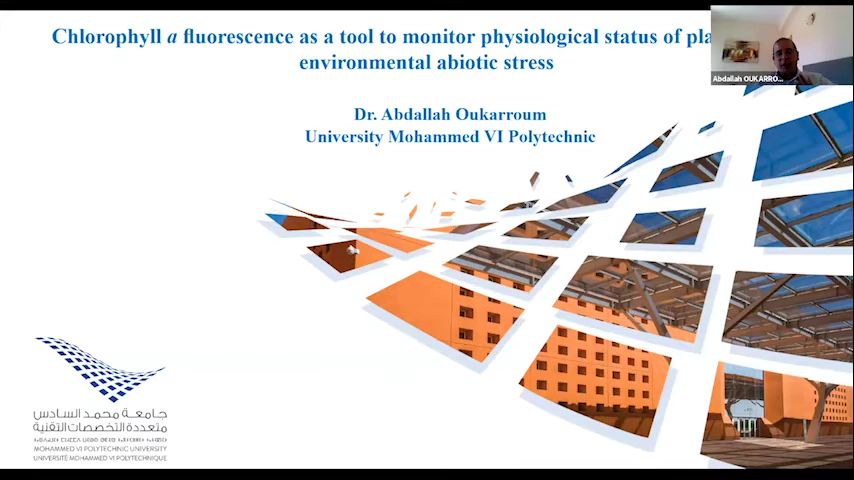 Chlorophyll a fluorescence as a tool to monitor physiological status of
environmental abiotic stress
Abdallah OUKARRO...
Dr. Abdallah Oukarroum
University Mohammed VI Polytechnic
جامعة محمد السادس
متعددة التخصصات التقنية
MOHAMMED VI POLYTECHNIC UNIVERSITY
UNIVERSITÉ MOHAMMED VI POLYTECHNIQUE